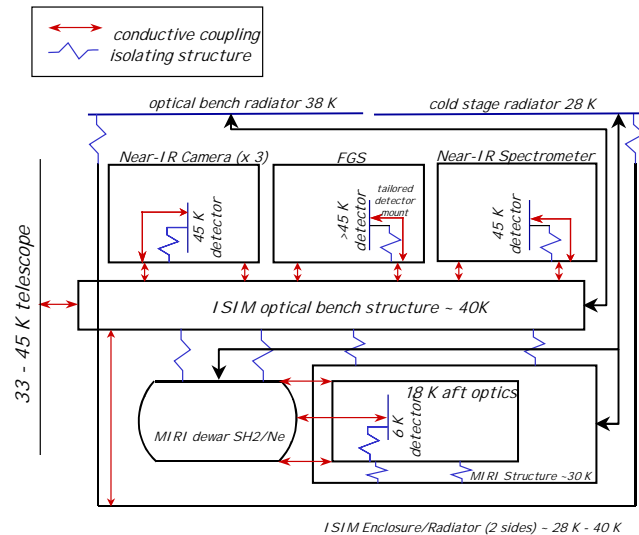 conductive coupling
isolating structure
optical bench radiator 38 K
cold stage radiator 28 K
Near-IR Camera (x 3)
FGS
Near-IR Spectrometer
45 K
detector
>45 K
detector
tailored
detector
mount
45 K
detector
33 - 45 K telescope
ISIM optical bench structure ~ 40K
MIRI dewar SH2/Ne
18 K aft optics
6 K
detector
MIRI Structure ~30 K
ISIM Enclosure/Radiator (2 sides) ~ 28 K - 40 K